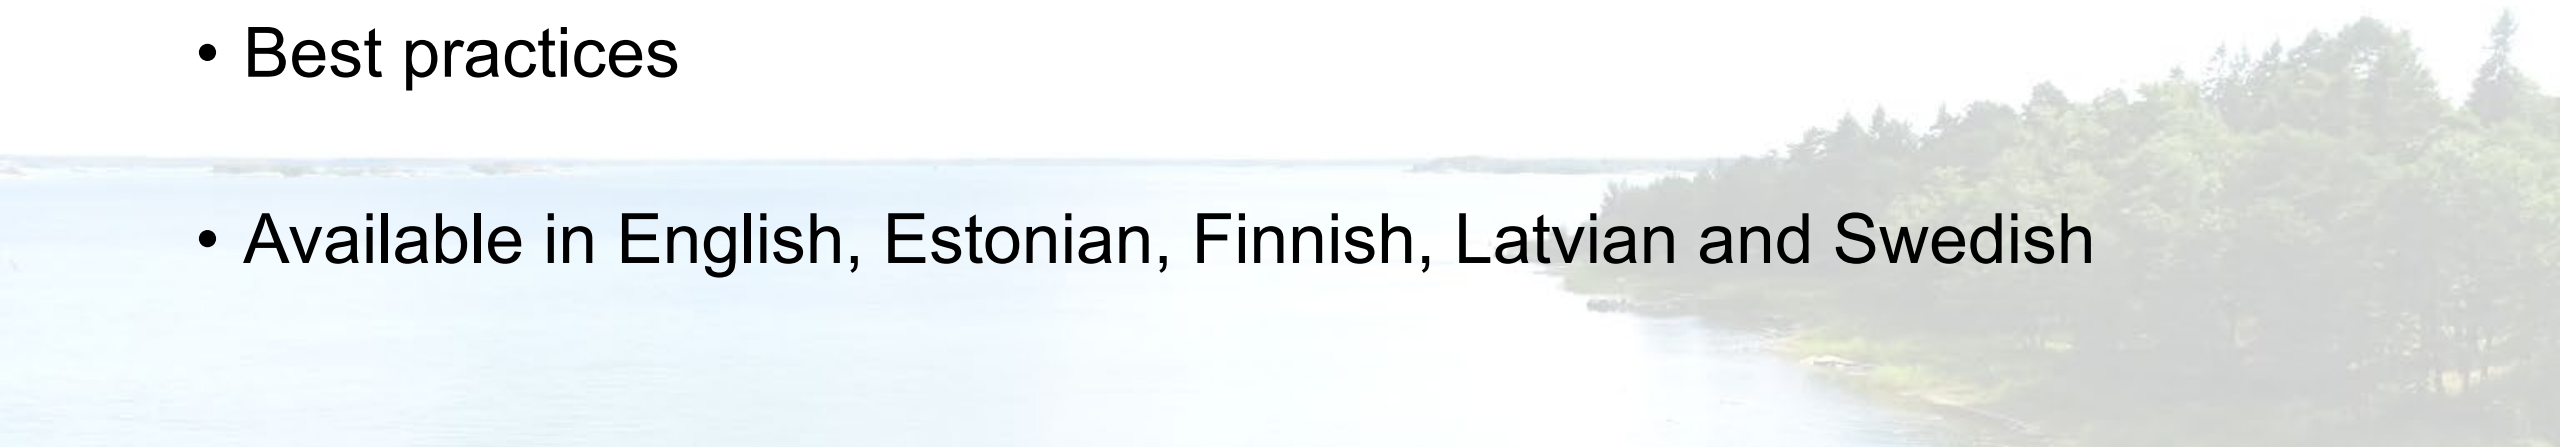 • Best practices
• Available in English, Estonian, Finnish, Latvian and Swedish